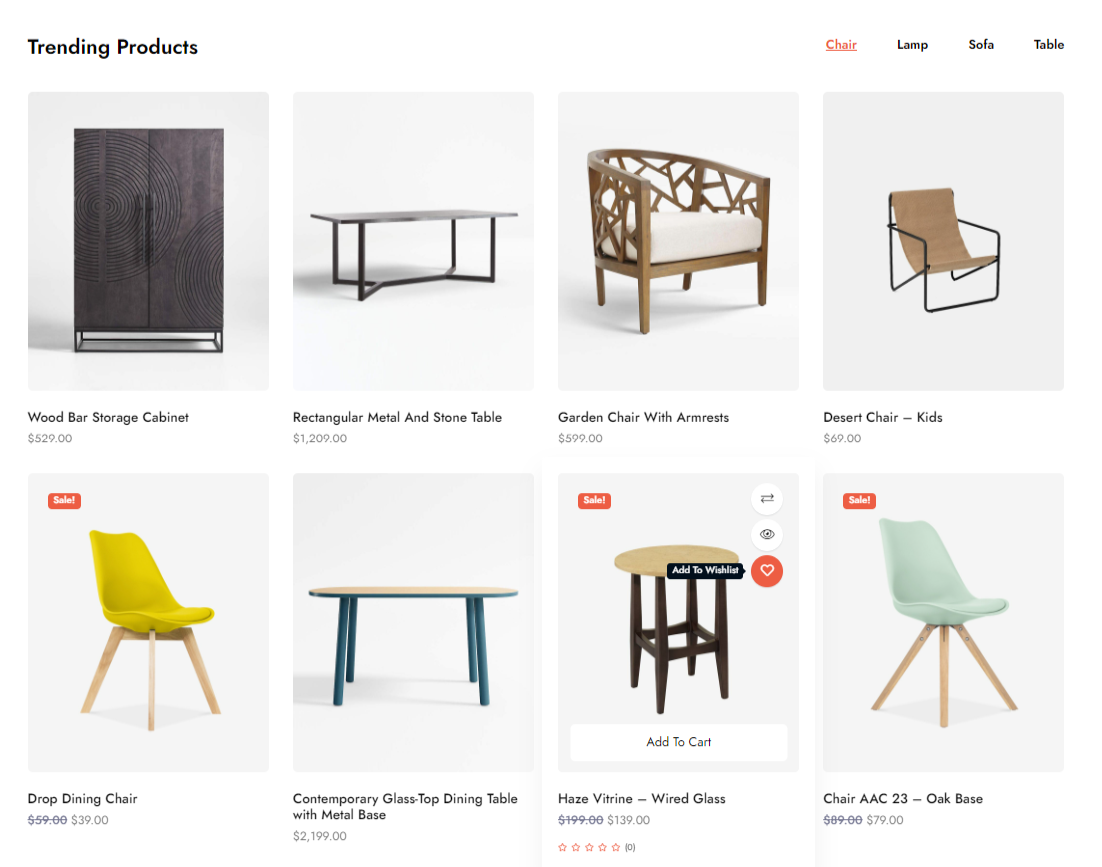 Trending Products
Chair
Lamp
Sofa
Table
Wood Bar Storage Cabinet
$529.00
Rectangular Metal And Stone Table
$1,209.00
Garden Chair With Armrests
$599.00
Desert Chair – Kids
$69.00
Sale!
Drop Dining Chair
$59.00 $39.00
Contemporary Glass-Top Dining Table
with Metal Base
$2,199.00
Sale!
Add To Wishlist
Add To Cart
Haze Vitrine – Wired Glass
$199.00 $139.00
(0)
Sale!
Chair AAC 23 – Oak Base
$89.00 $79.00